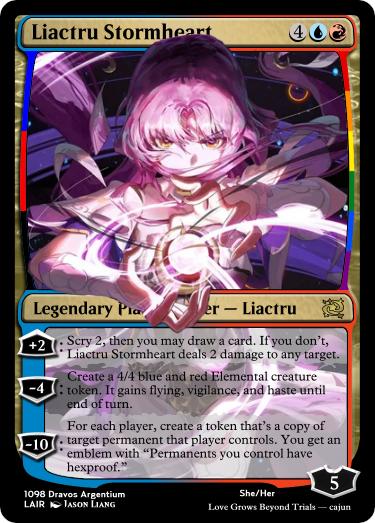 Liactru Stormheart 4
Legendary — Liactru
+2: Scry 2, then you may draw a card. If you don't,
Liactru Stormheart deals 2 damage to any target.
−4: Create a 4/4 blue and red Elemental creature
token. It gains flying, vigilance, and haste until
end of turn.
−10: For each player, create a token that's a copy of
target permanent that player controls. You get an
emblem with “Permanents you control have
hexproof.”
5
1098 Dravos Argentium She/Her
LAIR Jason Liang Love Grows Beyond Trials — cajun